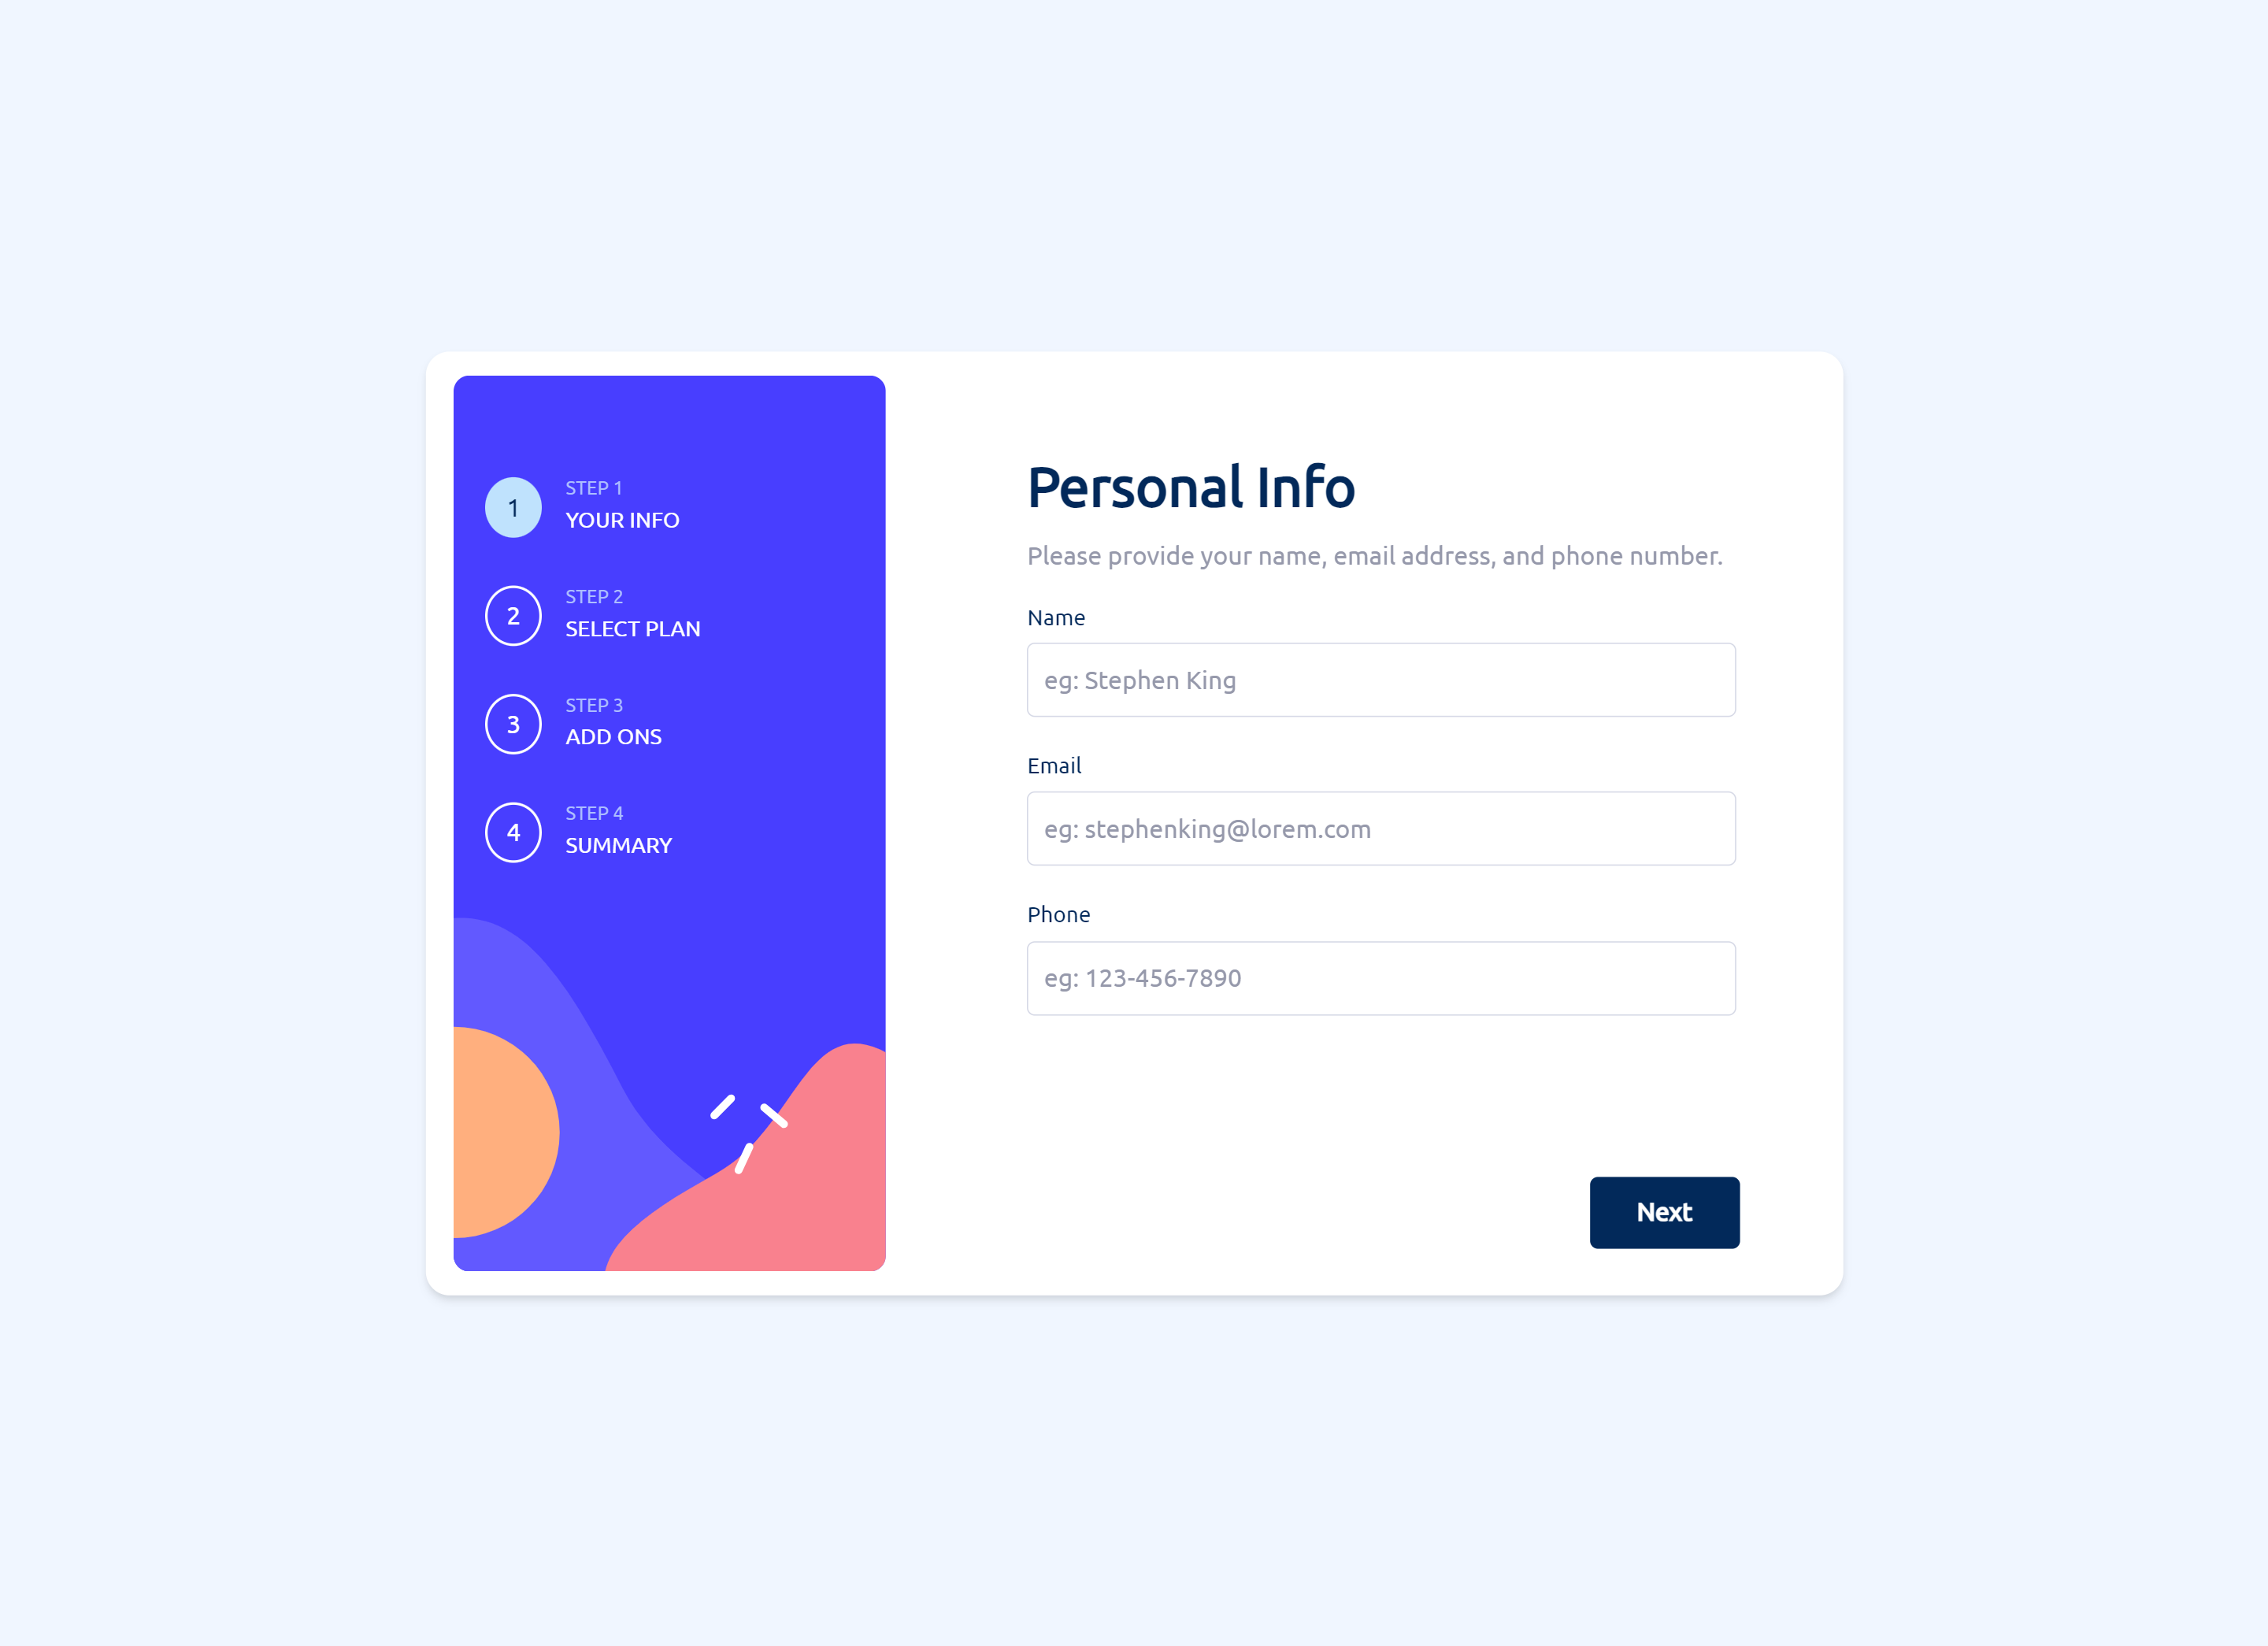 1
STEP 1
YOUR INFO
2
STEP 2
SELECT PLAN
3
STEP 3
ADD ONS
4
STEP 4
SUMMARY
Personal Info
Please provide your name, email address, and phone number.
Name
eg: Stephen King
Email
eg: stephenking@lorem.com
Phone
eg: 123-456-7890
Next